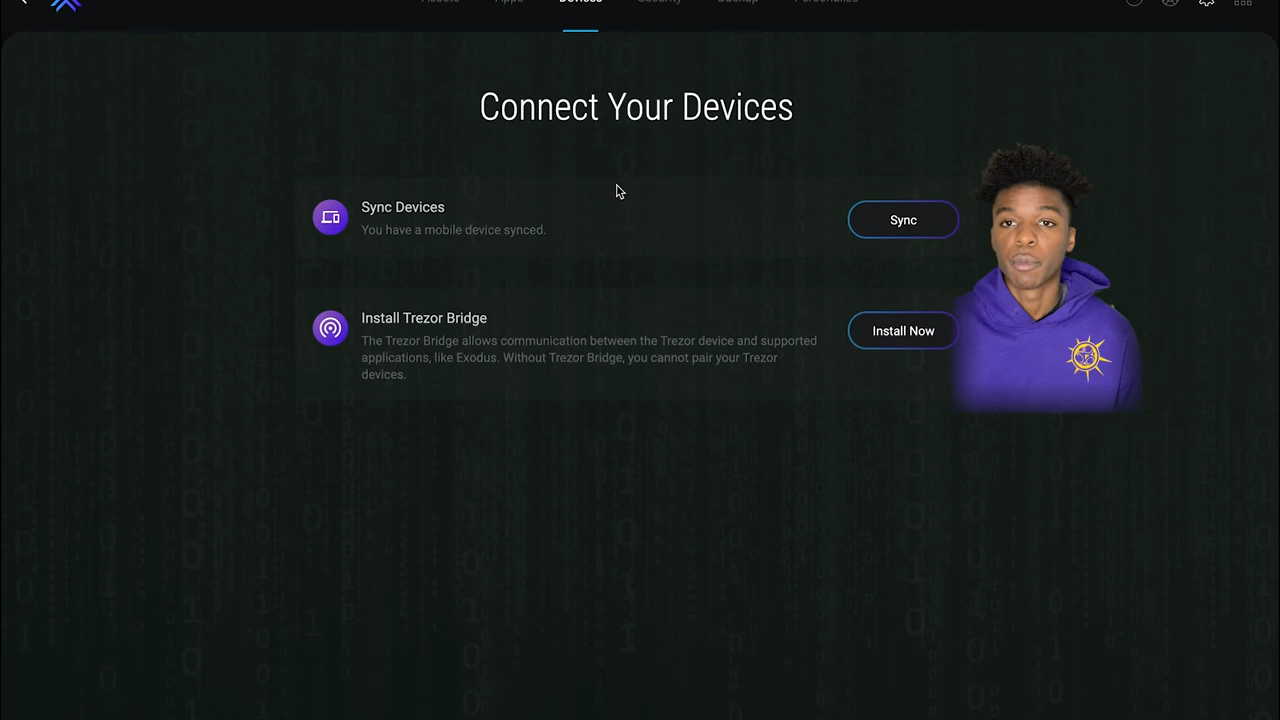 Devices
Connect Your Devices
Sync Devices
You have a mobile device synced.
Sync
Install Trezor Bridge
The Trezor Bridge allows communication between the Trezor device and supported
applications, like Exodus. Without Trezor Bridge, you cannot pair your Trezor
devices.
Install Now